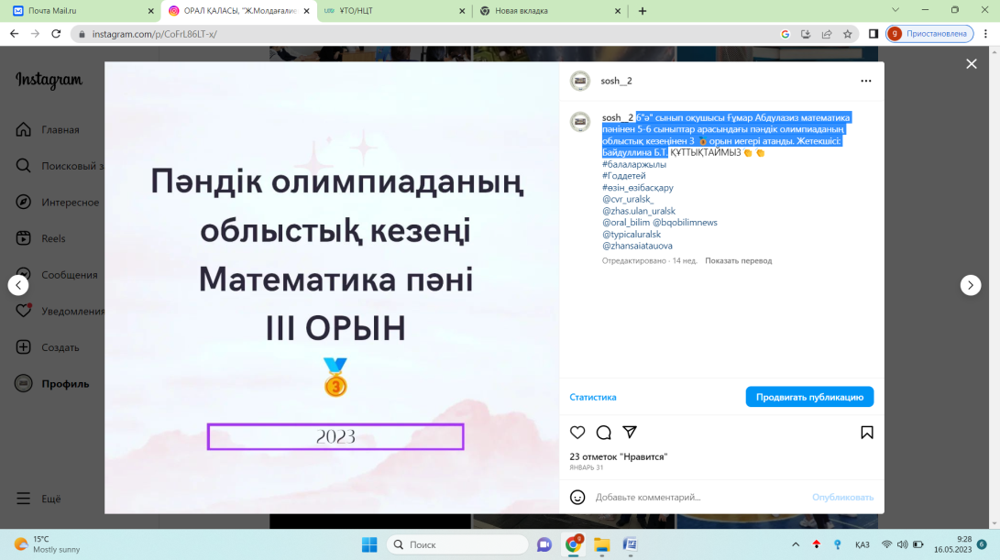 Почта Mail.ru
ОРАЛ ҚАЛАСЫ, "Ж.Молдағалие
ҰТО/НЦТ
Новая вкладка
instagram.com/p/CoFrL86LT-x/
Приостановлена
Instagram
Главная
Поисковый з
Интересное
Reels
Сообщения
Уведомления
Создать
Профиль
Ещё
Пәндік олимпиаданың
облыстық кезеңі
Математика пәні
III ОРЫН
3
2023
sosh__2
sosh__2 6"ә" сынып оқушысы Ғұмар Абдулазиз математика
пәнінен 5-6 сыныптар арасындағы пәндік олимпиаданың
облыстық кезеңінен 3 🥉 орын иегері атанды. Жетекшісі:
Байдуллина Б.Т. ҚҰТТЫҚТАЙМЫЗ 👏 👏
#балаларжылы
#Годдетей
#өзін_өзібасқару
@cvr_uralsk_
@zhas.ulan_uralsk
@oral_bilim @bqobilimnews
@typicaluralsk
@zhansaiatauova
Отредактировано · 14 нед. Показать перевод
Статистика
Продвигать публикацию
23 отметок "Нравится"
ЯНВАРЬ 31
Добавьте комментарий...
Опубликовать
15°C
Mostly sunny
Поиск
ҚАЗ
9:28
16.05.2023
6